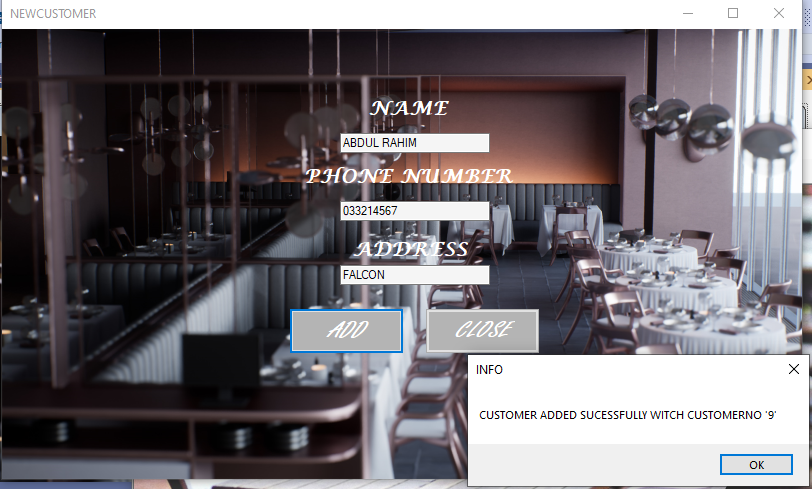 NEWCUSTOMER
NAME
ABDUL RAHIM
PHONE NUMBER
033214567
ADDRESS
FALCON
ADD
CLOSE
INFO
CUSTOMER ADDED SUCESSFULLY WITCH CUSTOMERNO '9'
OK